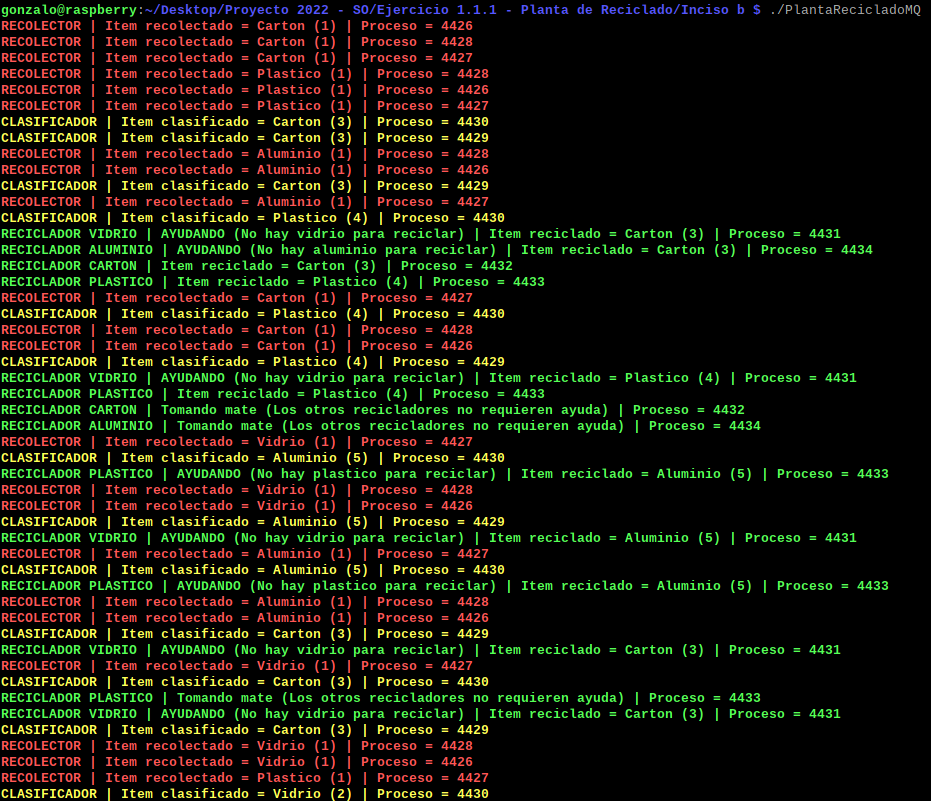 gonzalo@raspberry:~/Desktop/Proyecto 2022 - SO/Ejercicio 1.1.1 - Planta de Reciclado/Inciso b $ ./PlantaRecicladoMQ
RECOLECTOR | Item recolectado = Carton (1) | Proceso = 4426
RECOLECTOR | Item recolectado = Carton (1) | Proceso = 4428
RECOLECTOR | Item recolectado = Carton (1) | Proceso = 4427
RECOLECTOR | Item recolectado = Plastico (1) | Proceso = 4428
RECOLECTOR | Item recolectado = Plastico (1) | Proceso = 4426
RECOLECTOR | Item recolectado = Plastico (1) | Proceso = 4427
CLASIFICADOR | Item clasificado = Carton (3) | Proceso = 4430
CLASIFICADOR | Item clasificado = Carton (3) | Proceso = 4429
RECOLECTOR | Item recolectado = Aluminio (1) | Proceso = 4428
RECOLECTOR | Item recolectado = Aluminio (1) | Proceso = 4426
CLASIFICADOR | Item clasificado = Carton (3) | Proceso = 4429
RECOLECTOR | Item recolectado = Aluminio (1) | Proceso = 4427
CLASIFICADOR | Item clasificado = Plastico (4) | Proceso = 4430
RECICLADOR VIDRIO | AYUDANDO (No hay vidrio para reciclar) | Item reciclado = Carton (3) | Proceso = 4431
RECICLADOR ALUMINIO | AYUDANDO (No hay aluminio para reciclar) | Item reciclado = Carton (3) | Proceso = 4434
RECICLADOR CARTON | Item reciclado = Carton (3) | Proceso = 4432
RECICLADOR PLASTICO | Item reciclado = Plastico (4) | Proceso = 4433
RECOLECTOR | Item recolectado = Carton (1) | Proceso = 4427
CLASIFICADOR | Item clasificado = Plastico (4) | Proceso = 4430
RECOLECTOR | Item recolectado = Carton (1) | Proceso = 4428
RECOLECTOR | Item recolectado = Carton (1) | Proceso = 4426
CLASIFICADOR | Item clasificado = Plastico (4) | Proceso = 4429
RECICLADOR VIDRIO | AYUDANDO (No hay vidrio para reciclar) | Item reciclado = Plastico (4) | Proceso = 4431
RECICLADOR PLASTICO | Item reciclado = Plastico (4) | Proceso = 4433
RECICLADOR CARTON | Tomando mate (Los otros recicladores no requieren ayuda) | Proceso = 4432
RECICLADOR ALUMINIO | Tomando mate (Los otros recicladores no requieren ayuda) | Proceso = 4434
RECOLECTOR | Item recolectado = Vidrio (1) | Proceso = 4427
CLASIFICADOR | Item clasificado = Aluminio (5) | Proceso = 4430
RECICLADOR PLASTICO | AYUDANDO (No hay plastico para reciclar) | Item reciclado = Aluminio (5) | Proceso = 4433
RECOLECTOR | Item recolectado = Vidrio (1) | Proceso = 4428
RECOLECTOR | Item recolectado = Vidrio (1) | Proceso = 4426
CLASIFICADOR | Item clasificado = Aluminio (5) | Proceso = 4429
RECICLADOR VIDRIO | AYUDANDO (No hay vidrio para reciclar) | Item reciclado = Aluminio (5) | Proceso = 4431
RECOLECTOR | Item recolectado = Aluminio (1) | Proceso = 4427
CLASIFICADOR | Item clasificado = Aluminio (5) | Proceso = 4430
RECICLADOR PLASTICO | AYUDANDO (No hay plastico para reciclar) | Item reciclado = Aluminio (5) | Proceso = 4433
RECOLECTOR | Item recolectado = Aluminio (1) | Proceso = 4428
RECOLECTOR | Item recolectado = Aluminio (1) | Proceso = 4426
CLASIFICADOR | Item clasificado = Carton (3) | Proceso = 4429
RECICLADOR VIDRIO | AYUDANDO (No hay vidrio para reciclar) | Item reciclado = Carton (3) | Proceso = 4431
RECOLECTOR | Item recolectado = Vidrio (1) | Proceso = 4427
CLASIFICADOR | Item clasificado = Carton (3) | Proceso = 4430
RECICLADOR PLASTICO | Tomando mate (Los otros recicladores no requieren ayuda) | Proceso = 4433
RECICLADOR VIDRIO | AYUDANDO (No hay vidrio para reciclar) | Item reciclado = Carton (3) | Proceso = 4431
CLASIFICADOR | Item clasificado = Carton (3) | Proceso = 4429
RECOLECTOR | Item recolectado = Vidrio (1) | Proceso = 4428
RECOLECTOR | Item recolectado = Vidrio (1) | Proceso = 4426
RECOLECTOR | Item recolectado = Plastico (1) | Proceso = 4427
CLASIFICADOR | Item clasificado = Vidrio (2) | Proceso = 4430